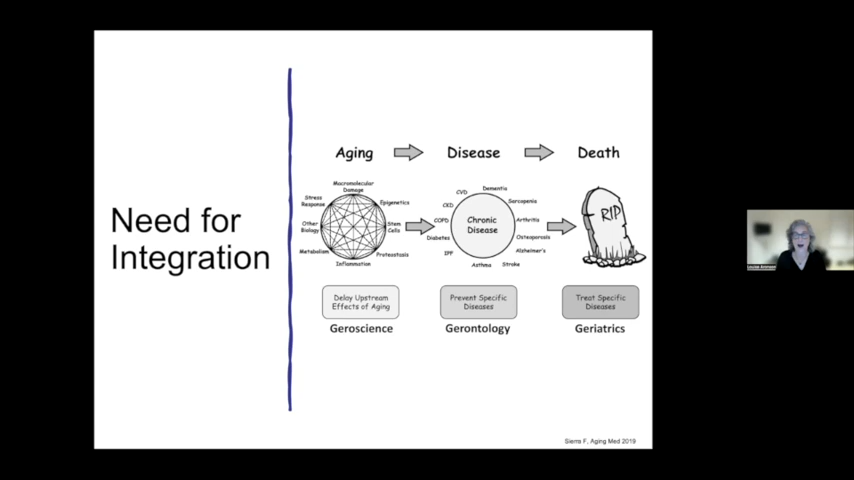 Need for
Integration
Aging
Disease
Death
Macromolecular
Damage
Stress
Response
Epigenetics
Other
Biology
Stem
Cells
Metabolism
Proteostasis
Inflammation
CVD
Dementia
CKD
Sarcopenia
COPD
Arthritis
Chronic
Disease
Diabetes
Osteoporosis
IPF
Alzheimer's
Asthma
Stroke
RIP
Delay Upstream
Effects of Aging
Prevent Specific
Diseases
Treat Specific
Diseases
Geroscience
Gerontology
Geriatrics
Sierra F, Aging Med 2019
Louise